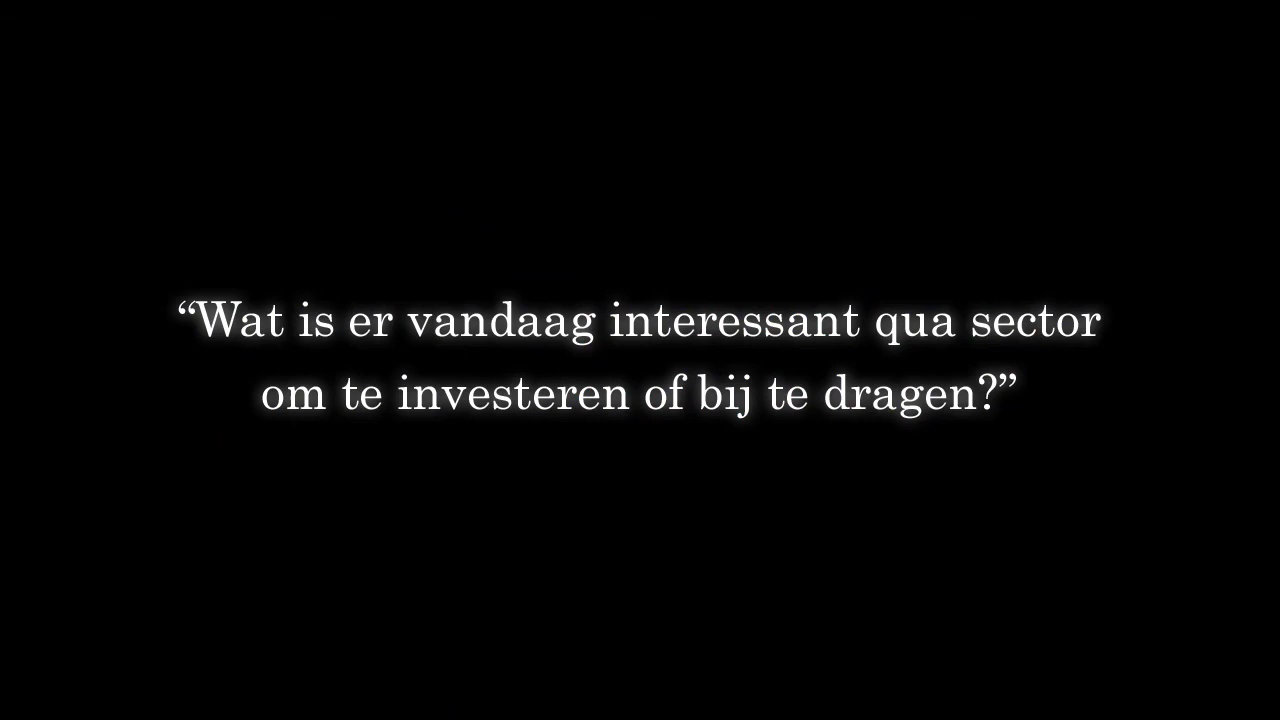 “Wat is er vandaag interessant qua sector
om te investeren of bij te dragen?”